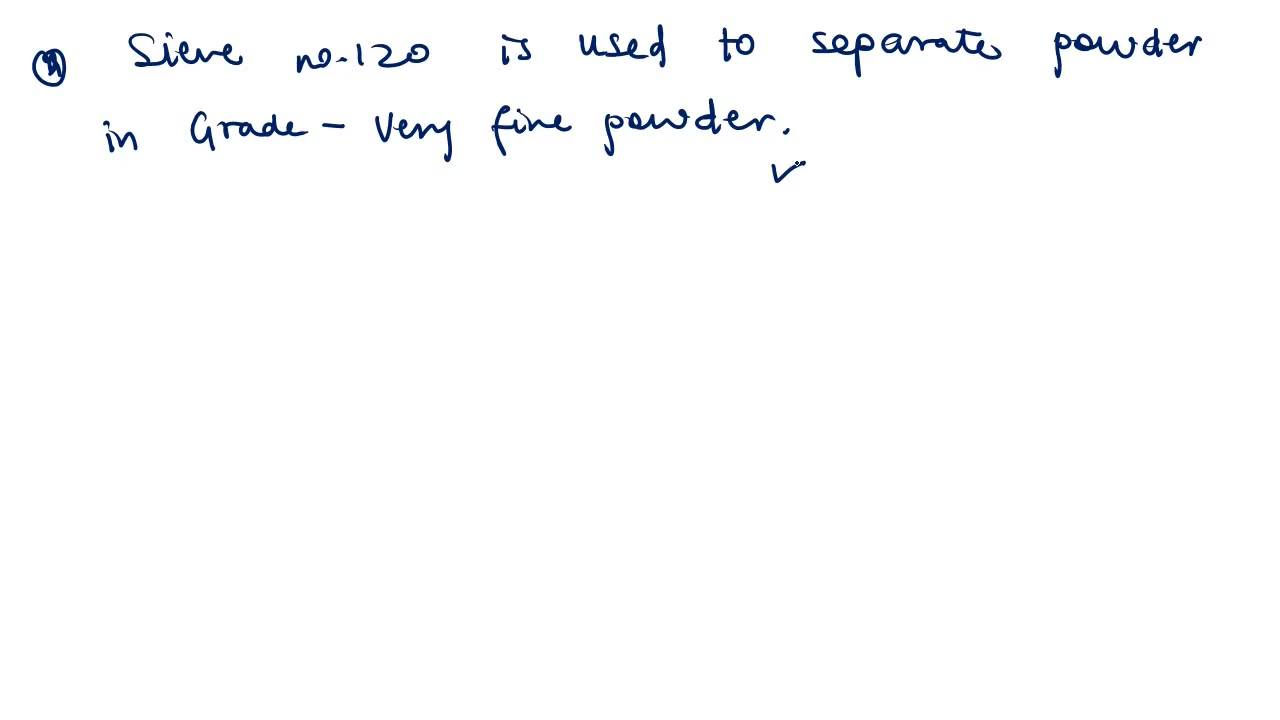 Sieve no.120 is used to separate powder
in Grade - Very fine powder.